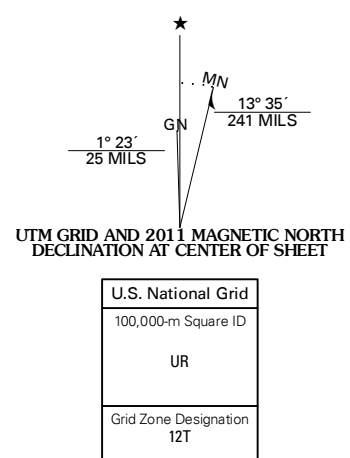 ★
MN
GN
13° 35´
241 MILS
1° 23´
25 MILS
UTM GRID AND 2011 MAGNETIC NORTH
DECLINATION AT CENTER OF SHEET
U.S. National Grid
100,000-m Square ID
UR
Grid Zone Designation
12T